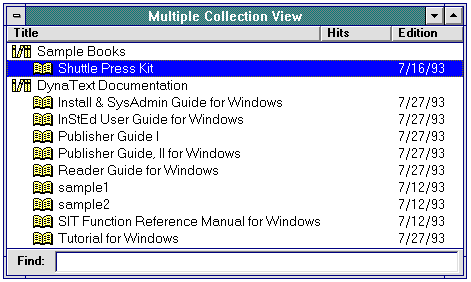 Multiple Collection View
Title Hits Edition
Sample Books
Shuttle Press Kit 7/16/93
DynaText Documentation
Install & SysAdmin Guide for Windows 7/27/93
InStEd User Guide for Windows 7/27/93
Publisher Guide I 7/27/93
Publisher Guide, II for Windows 7/27/93
Reader Guide for Windows 7/27/93
sample1 7/12/93
sample2 7/12/93
SIT Function Reference Manual for Windows 7/12/93
Tutorial for Windows 7/27/93
Find: